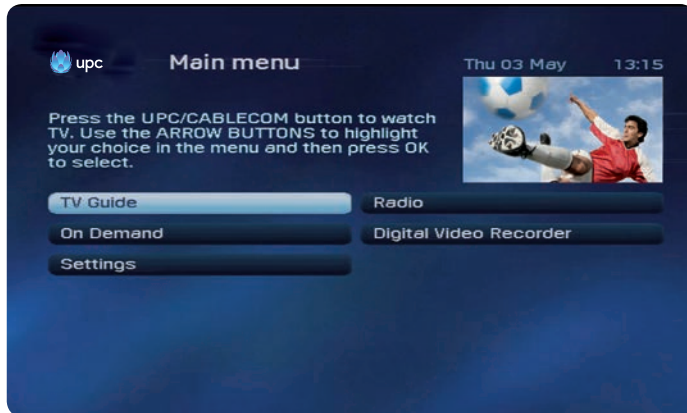 upc
Main menu
Thu 03 May 13:15
Press the UPC/CABLECOM button to watch
TV. Use the ARROW BUTTONS to highlight
your choice in the menu and then press OK
to select.
TV Guide
Radio
On Demand
Digital Video Recorder
Settings